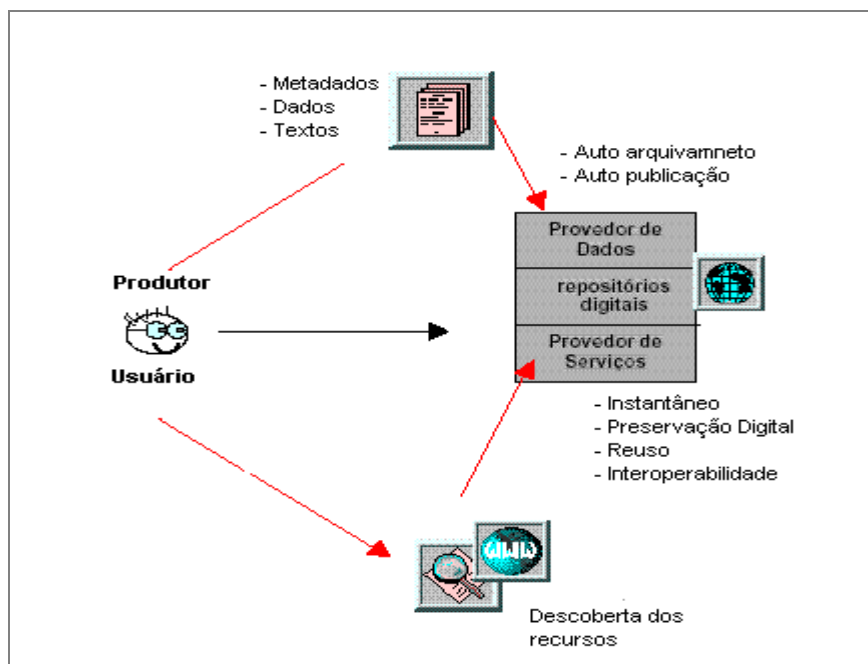 - Metadados
- Dados
- Textos
- Auto arquivamneto
- Auto publicação
Provedor de
Dados
repositórios
digitais
Provedor de
Serviços
Produtor
Usuário
- Instantâneo
- Preservação Digital
- Reuso
- Interoperabilidade
WWW
Descoberta dos
recursos